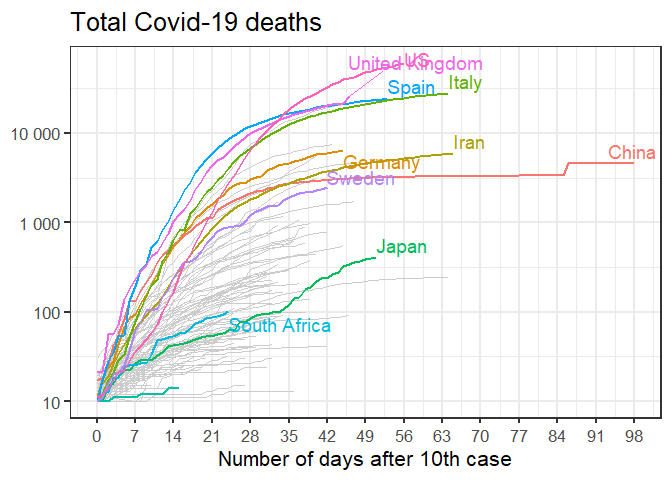 Total Covid-19 deaths
US
United Kingdom
Italy
Spain
10 000
Iran
China
Germany
Sweden
1 000
Japan
100
South Africa
10
0 7 14 21 28 35 42 49 56 63 70 77 84 91 98
Number of days after 10th case